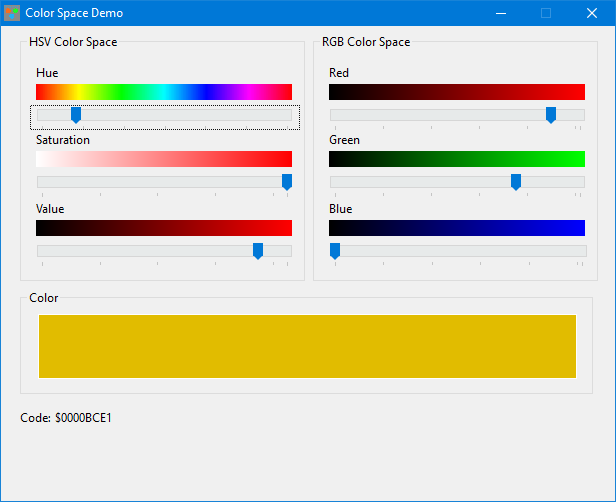 Color Space Demo
HSV Color Space
Hue
Saturation
Value
RGB Color Space
Red
Green
Blue
Color
Code: $0000BCE1